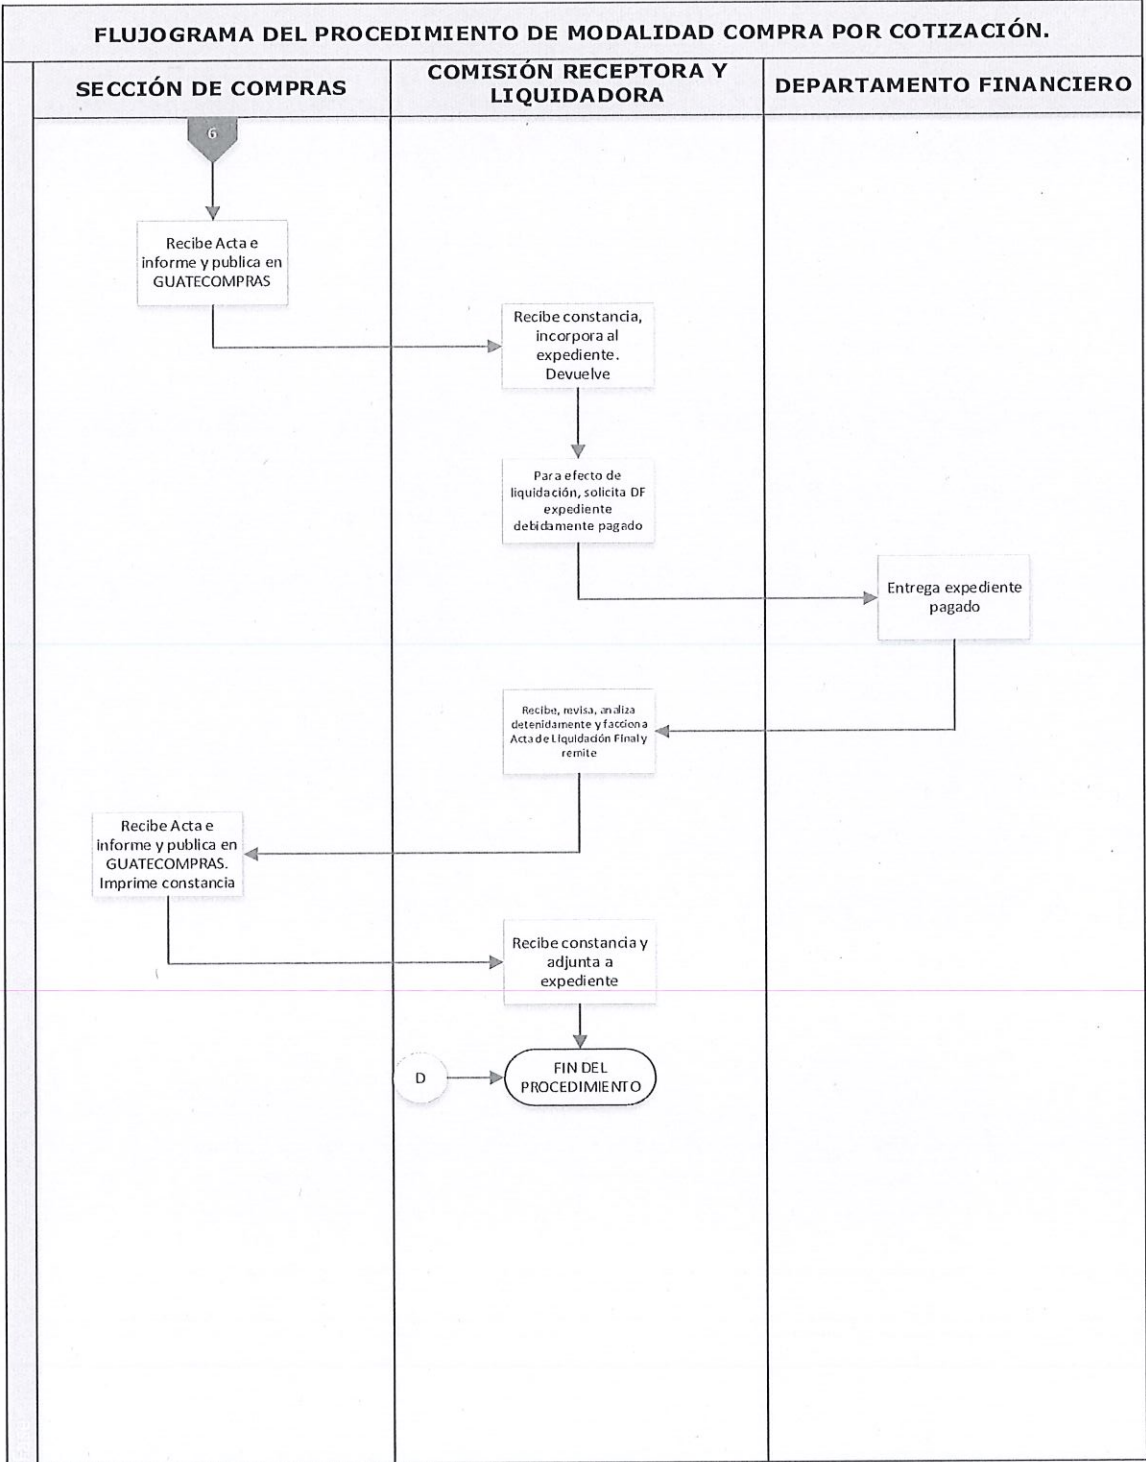 FLUJOGRAMA DEL PROCEDIMIENTO DE MODALIDAD COMPRA POR COTIZACIÓN.
SECCIÓN DE COMPRAS
COMISIÓN RECEPTORA Y
LIQUIDADORA
DEPARTAMENTO FINANCIERO
6
Recibe Acta e
informe y publica en
GUATECOMPRAS
Recibe constancia,
incorpora al
expediente.
Devuelve
Para efecto de
liquidación, solicita DF
expediente
debidamente pagado
Entrega expediente
pagado
Recibe, revisa, analiza
detenidamente y facciona
Acta de Liquidación Final y
remite
Recibe Acta e
informe y publica en
GUATECOMPRAS.
Imprime constancia
Recibe constancia y
adjunta a
expediente
D
FIN DEL
PROCEDIMIENTO